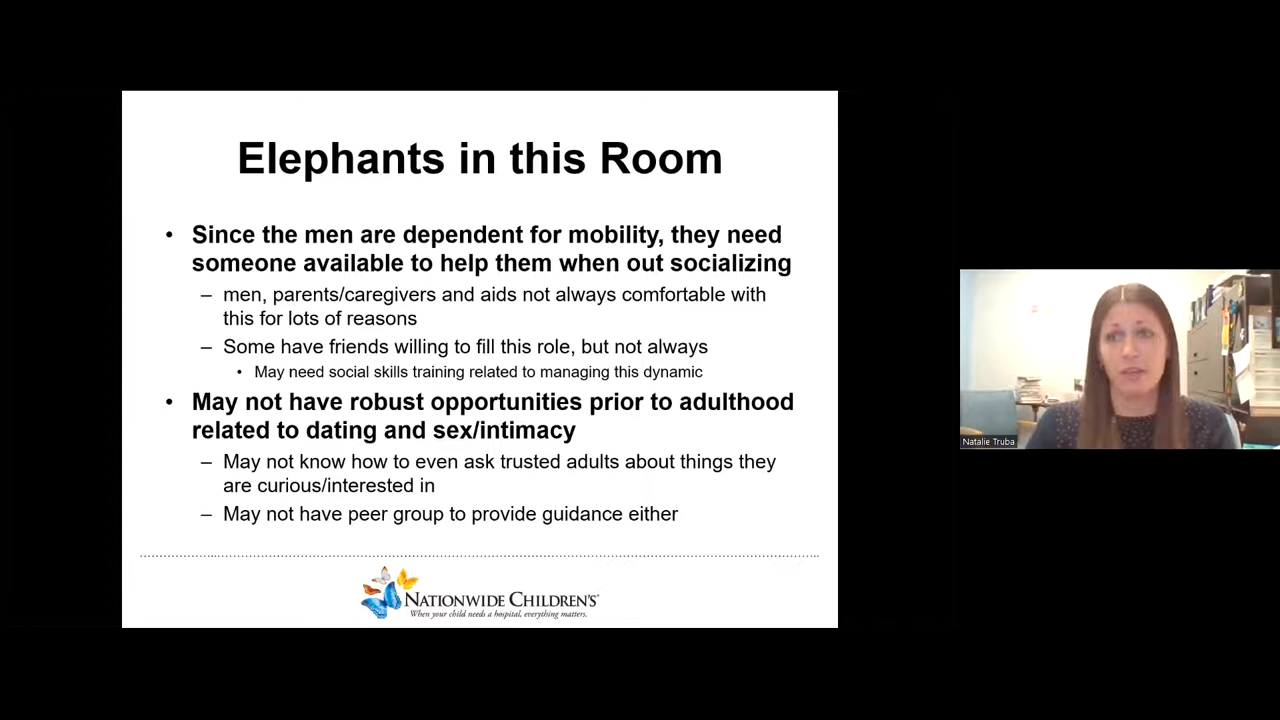 Elephants in this Room
• Since the men are dependent for mobility, they need
someone available to help them when out socializing
– men, parents/caregivers and aids not always comfortable with
this for lots of reasons
– Some have friends willing to fill this role, but not always
• May need social skills training related to managing this dynamic
• May not have robust opportunities prior to adulthood
related to dating and sex/intimacy
– May not know how to even ask trusted adults about things they
are curious/interested in
– May not have peer group to provide guidance either
NATIONWIDE CHILDREN'S
When your child needs a hospital, everything matters.
Natalie Truba